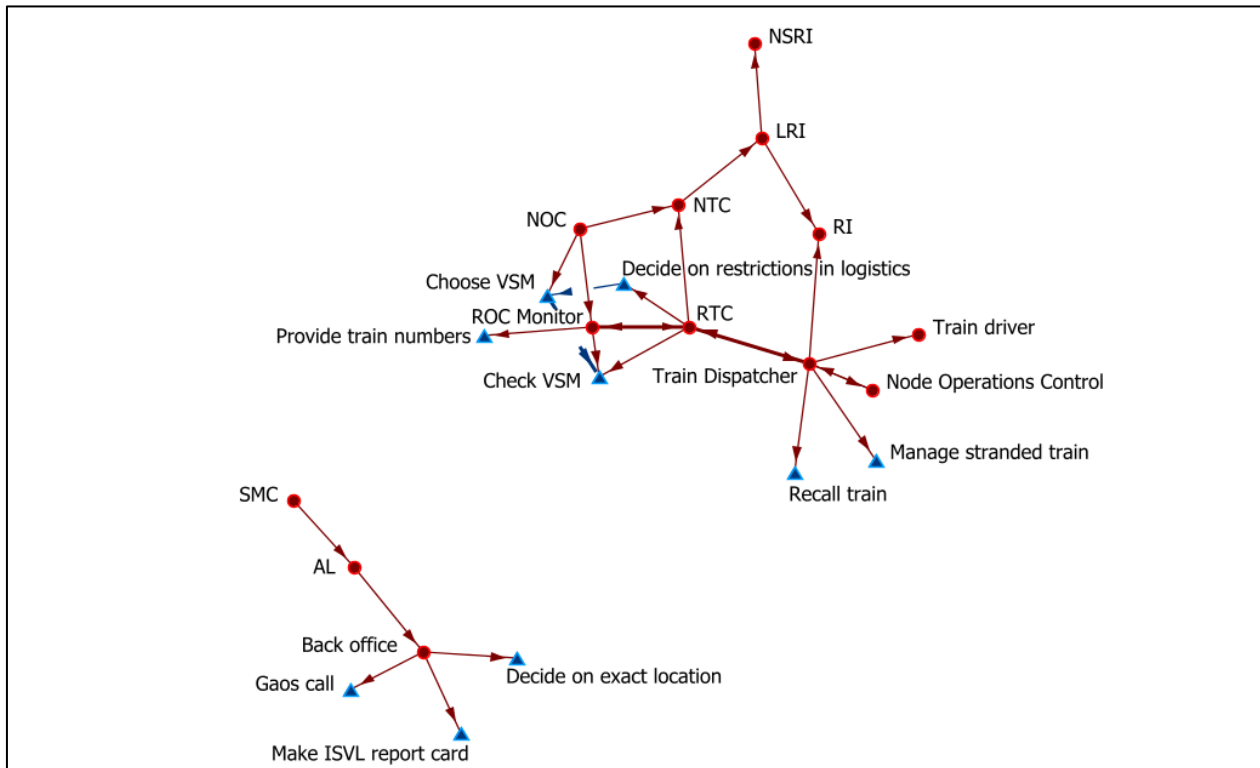 NSRI
LRI
NTC
NOC
RI
Decide on restrictions in logistics
Choose VSM
ROC Monitor
RTC
Provide train numbers
Train driver
Check VSM
Train Dispatcher
Node Operations Control
Manage stranded train
Recall train
SMC
AL
Back office
Decide on exact location
Gaos call
Make ISVL report card